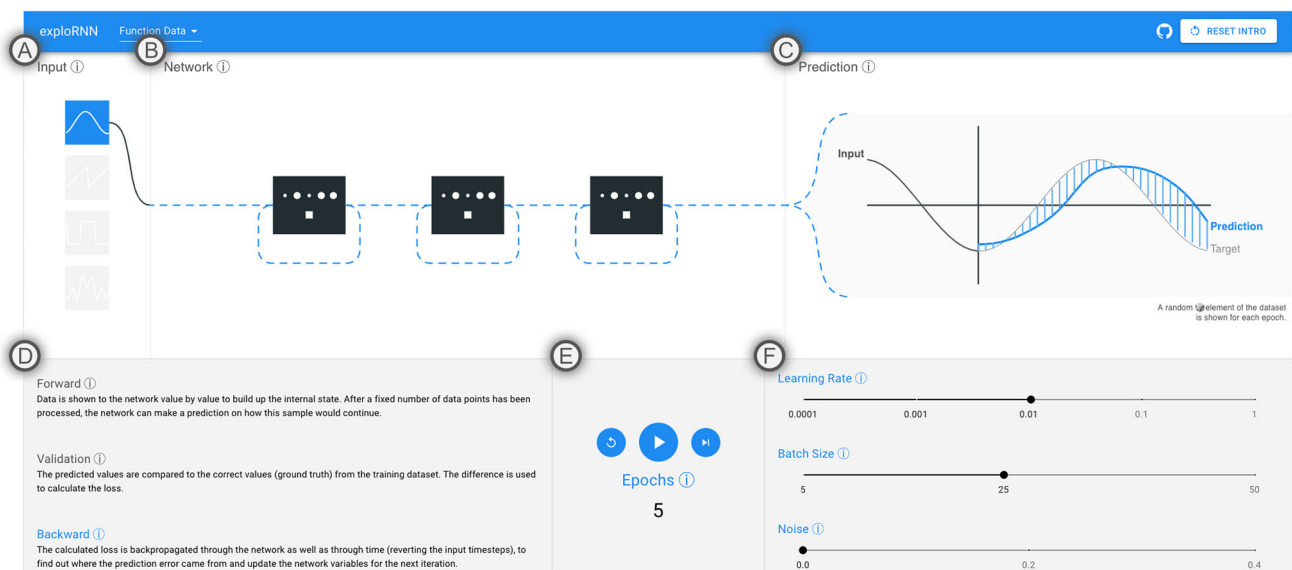 exploRNN
Function Data
RESET INTRO
A
B
C
Input ⓘ
Network ⓘ
Prediction ⓘ
Input
Prediction
Target
A random 🎲 element of the dataset
is shown for each epoch.
D
E
F
Forward ⓘ
Data is shown to the network value by value to build up the internal state. After a fixed number of data points has been
processed, the network can make a prediction on how this sample would continue.
Validation ⓘ
The predicted values are compared to the correct values (ground truth) from the training dataset. The difference is used
to calculate the loss.
Backward ⓘ
The calculated loss is backpropagated through the network as well as through time (reverting the input timesteps), to
find out where the prediction error came from and update the network variables for the next iteration.
Epochs ⓘ
5
Learning Rate ⓘ
0.0001 0.001 0.01 0.1 1
Batch Size ⓘ
5 25 50
Noise ⓘ
0.0 0.2 0.4